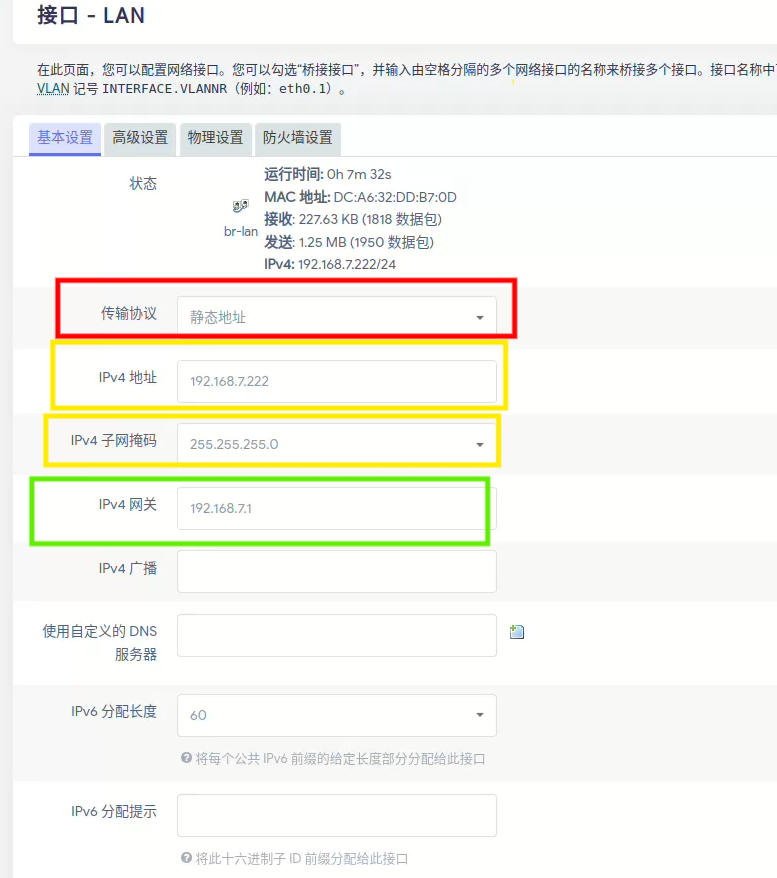 接口 - LAN
在此页面，您可以配置网络接口。您可以勾选“桥接接口”，并输入由空格分隔的多个网络接口的名称来桥接多个接口。接口名称中
VLAN 记号 INTERFACE.VLANNR（例如：eth0.1）。
基本设置 高级设置 物理设置 防火墙设置
状态
br-lan
运行时间: 0h 7m 32s
MAC 地址: DC:A6:32:DD:B7:0D
接收: 227.63 KB (1818 数据包)
发送: 1.25 MB (1950 数据包)
IPv4: 192.168.7.222/24
传输协议 静态地址
IPv4 地址 192.168.7.222
IPv4 子网掩码 255.255.255.0
IPv4 网关 192.168.7.1
IPv4 广播
使用自定义的 DNS
服务器
IPv6 分配长度 60
将每个公共 IPv6 前缀的给定长度部分分配给此接口
IPv6 分配提示
将此十六进制子 ID 前缀分配给此接口